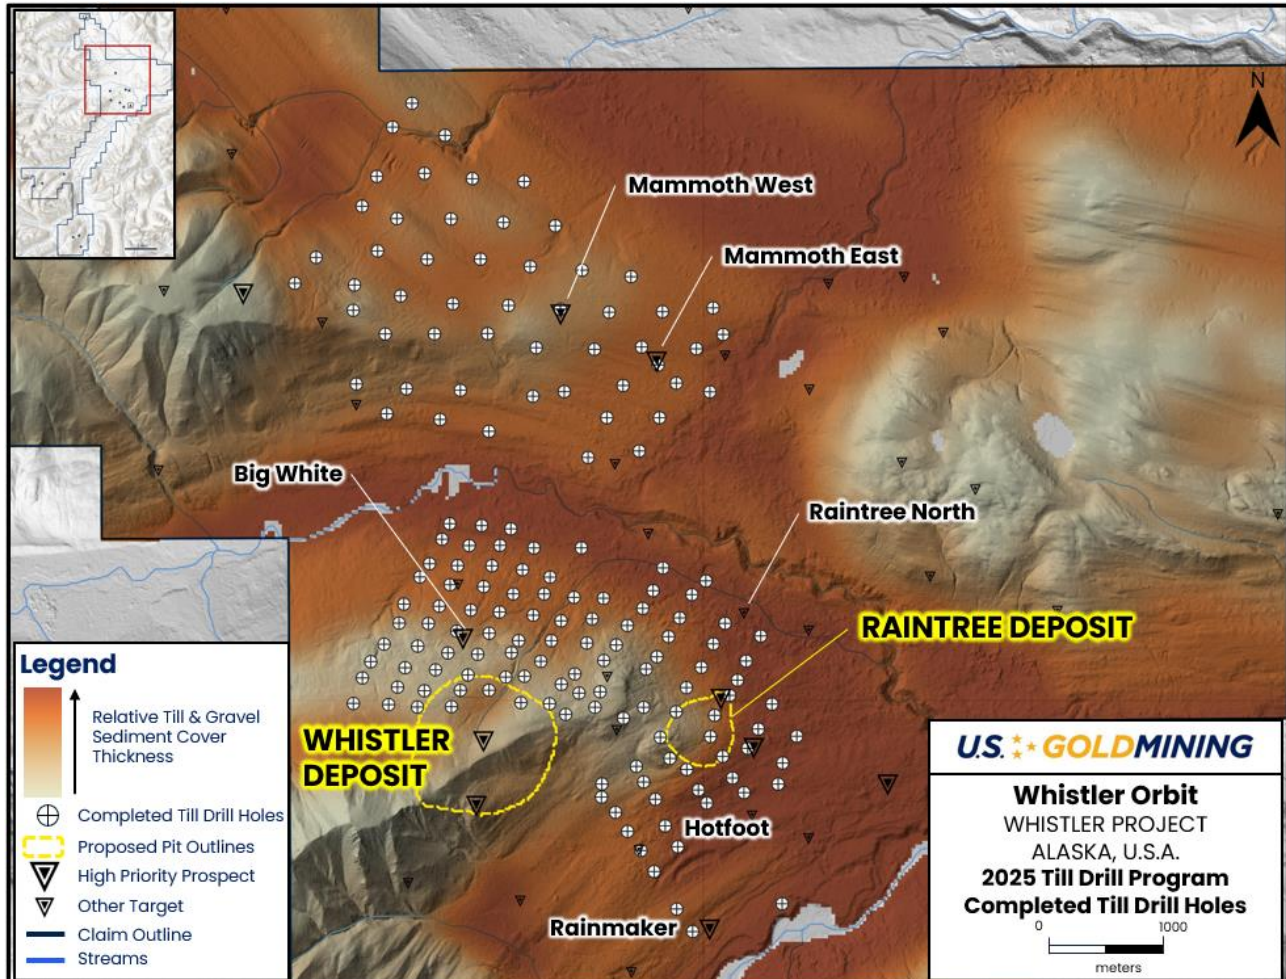 N
Mammoth West
Mammoth East
Big White
Raintree North
RAINTREE DEPOSIT
WHISTLER
DEPOSIT
Hotfoot
Rainmaker
Legend
Relative Till & Gravel
Sediment Cover
Thickness
Completed Till Drill Holes
Proposed Pit Outlines
High Priority Prospect
Other Target
Claim Outline
Streams
U.S. GOLDMINING
Whistler Orbit
WHISTLER PROJECT
ALASKA, U.S.A.
2025 Till Drill Program
Completed Till Drill Holes
0 1000
meters